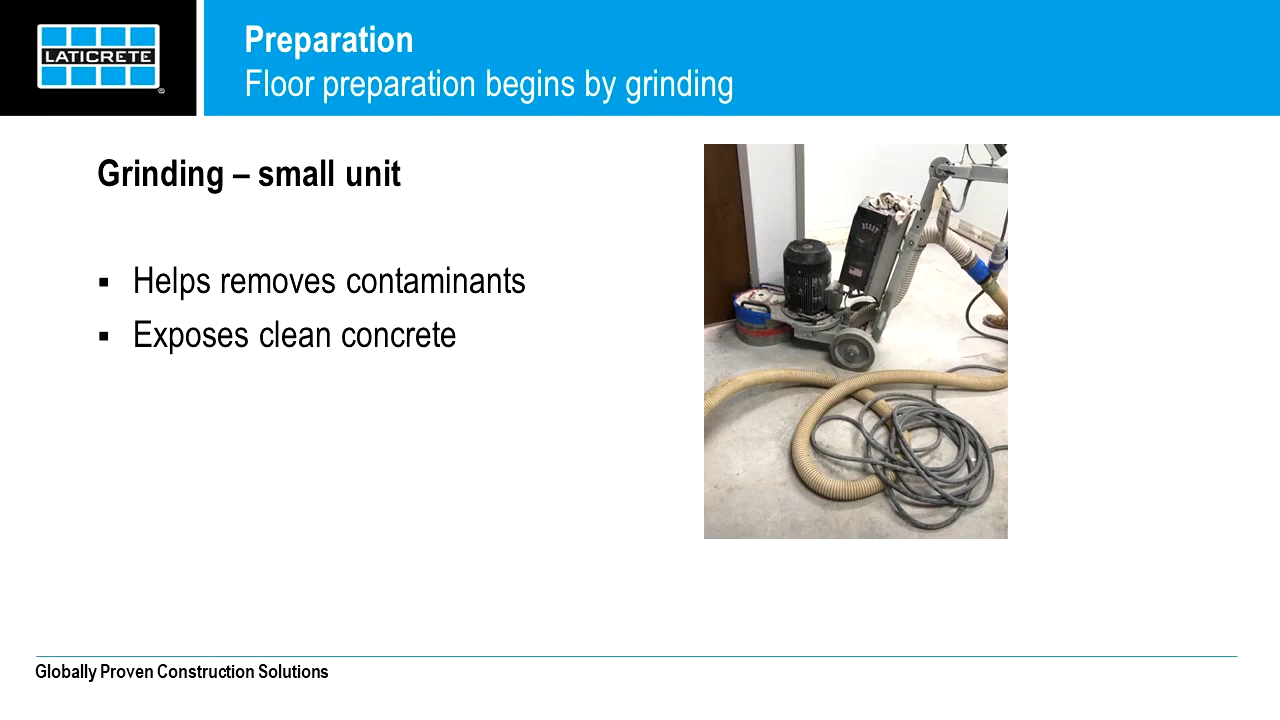 LATICRETE
®
Preparation
Floor preparation begins by grinding
Grinding – small unit
▪ Helps removes contaminants
▪ Exposes clean concrete
BEAST
Globally Proven Construction Solutions